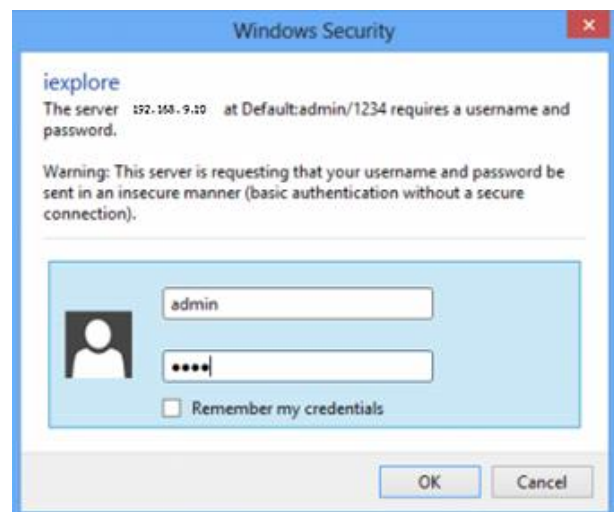 Windows Security
iexplore
The server 192.168.9.10 at Default:admin/1234 requires a username and
password.
Warning: This server is requesting that your username and password be
sent in an insecure manner (basic authentication without a secure
connection).
admin
Remember my credentials
OK Cancel